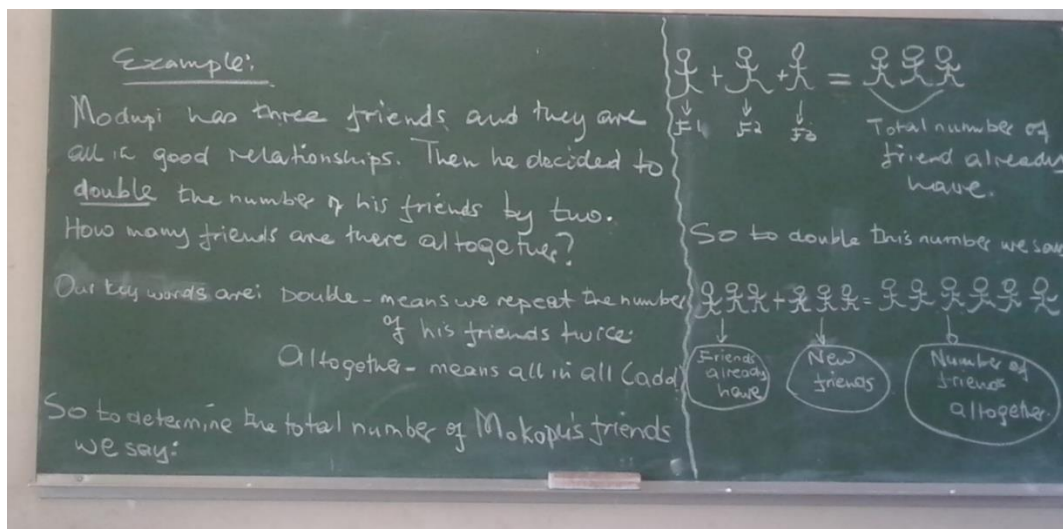 Example:
Modupi has three friends and they are
all in good relationships. Then he decided to
double the number of his friends by two.
How many friends are there altogether?
Our key words are: Double - means we repeat the number
of his friends twice.
Altogether - means all in all (add)
So to determine the total number of Mokopu's friends
we say:
+ + =
F1 F2 F3
Total number of
friend already
have.
So to double this number we say
+ =
Friends
already
have
New
friends
Number of
friends
altogether.